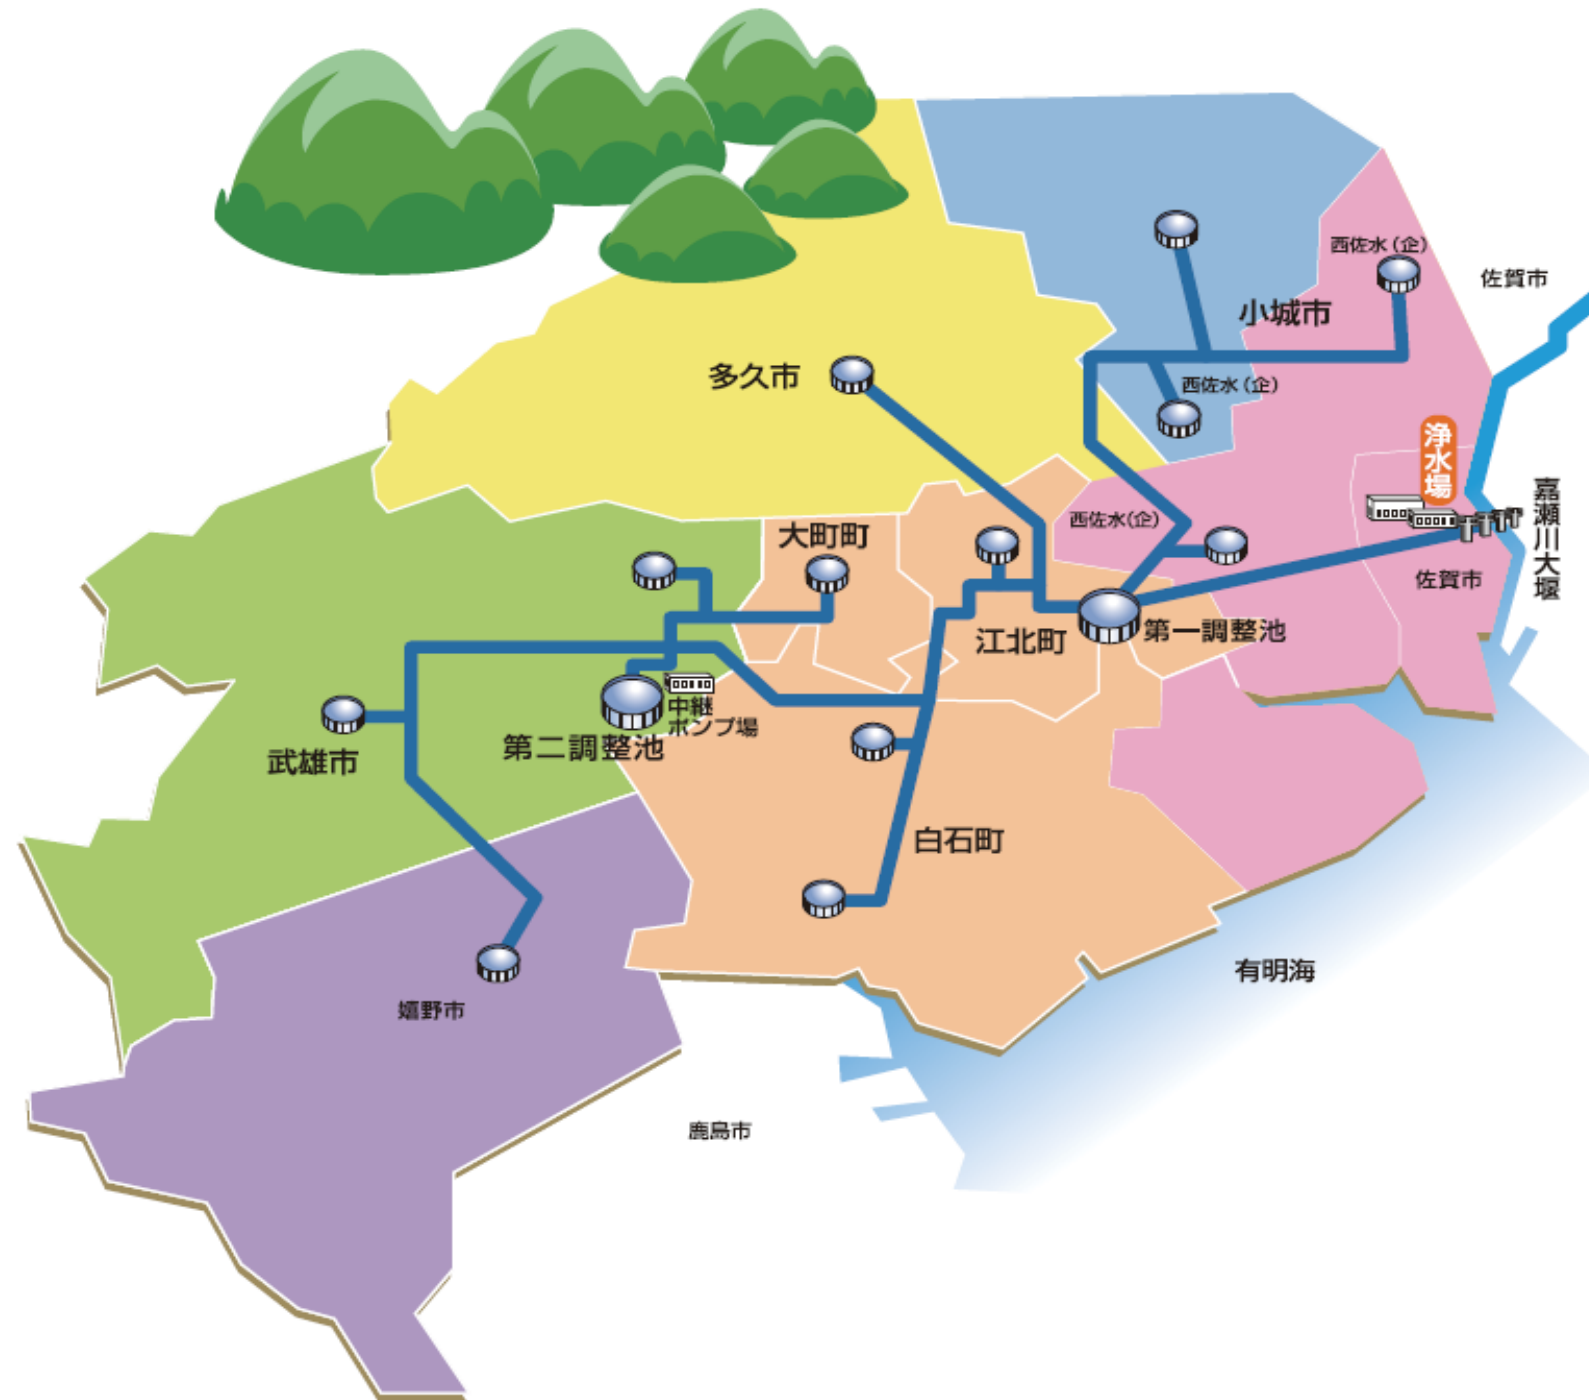 西佐水（企）
佐賀市
小城市
多久市
西佐水（企）
浄水場
嘉瀬川大堰
西佐水(企)
大町町
佐賀市
江北町
第一調整池
中継
ポンプ場
第二調整池
武雄市
白石町
有明海
嬉野市
鹿島市